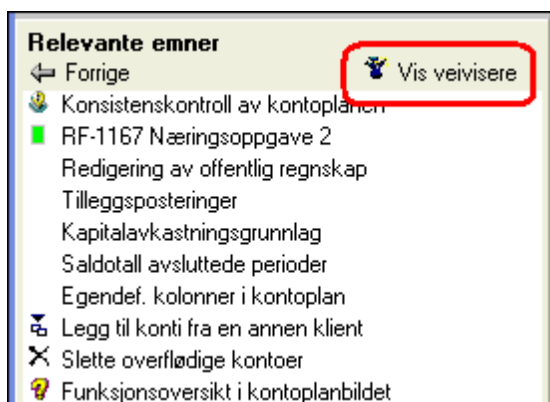 Relevante emner
Forrige Vis veivisere
Konsistenskontroll av kontoplanen
RF-1167 Næringsoppgave 2
Redigering av offentlig regnskap
Tilleggsposteringer
Kapitalavkastningsgrunnlag
Saldotall avsluttede perioder
Egendef. kolonner i kontoplan
Legg til konti fra en annen klient
Slette overflødige kontoer
Funksjonsoversikt i kontoplanbildet